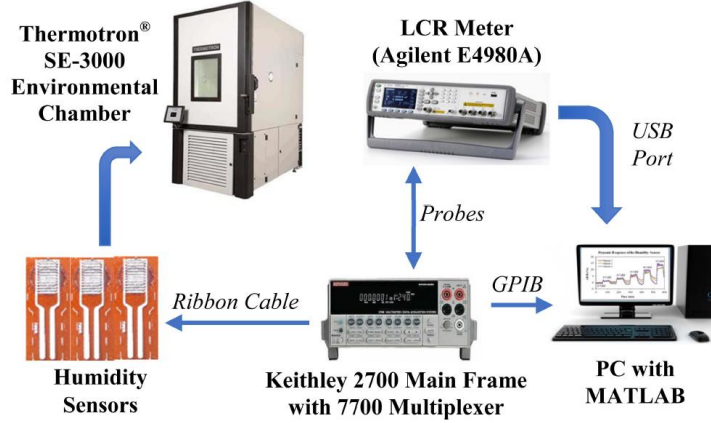 Thermotron®
SE-3000
Environmental
Chamber
THERMOTRON
LCR Meter
(Agilent E4980A)
USB
Port
Probes
GPIB
Ribbon Cable
Humidity
Sensors
Keithley 2700 Main Frame
with 7700 Multiplexer
PC with
MATLAB